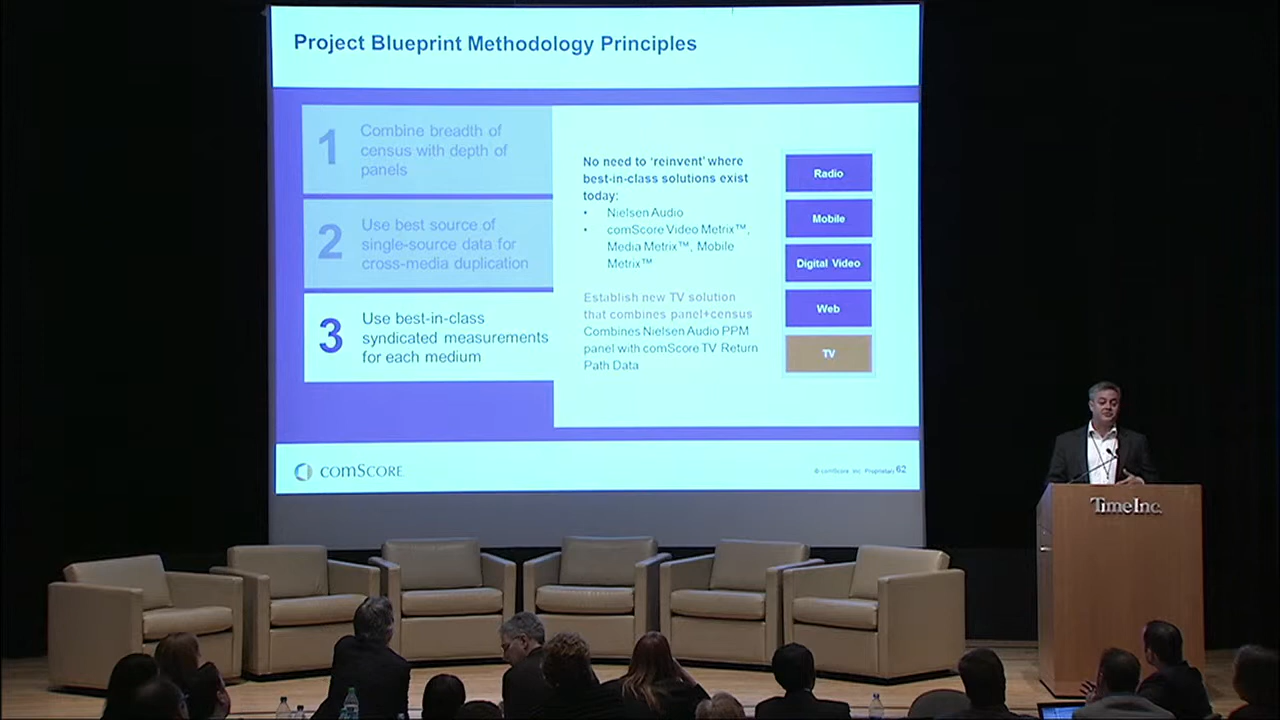 Project Blueprint Methodology Principles
1
Combine breadth of
census with depth of
panels
2
Use best source of
single-source data for
cross-media duplication
3
Use best-in-class
syndicated measurements
for each medium
No need to ‘reinvent’ where
best-in-class solutions exist
today:
• Nielsen Audio
• comScore Video Metrix™,
Media Metrix™, Mobile
Metrix™
Establish new TV solution
that combines panel+census
Combines Nielsen Audio PPM
panel with comScore TV Return
Path Data
Radio
Mobile
Digital Video
Web
TV
comSCORE
© comScore, Inc. Proprietary. 62
TimeInc.